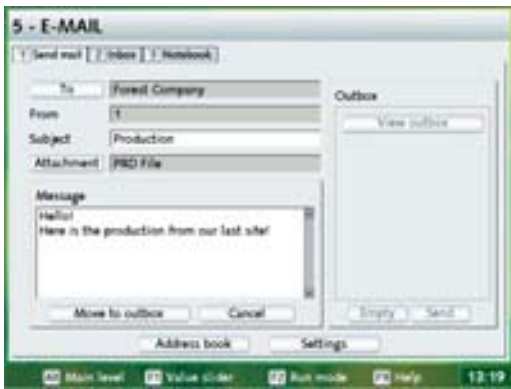 5 - E-MAIL
1 Send mail 2 Inbox 3 Notebook
To Forest Company
From 1
Subject Production
Attachment PRD File
Message
Hello!
Here is the production from our last site!
Move to outbox Cancel
Outbox
View outbox
Empty Send
Address book Settings
Main level Value slider Run mode Help 13:19